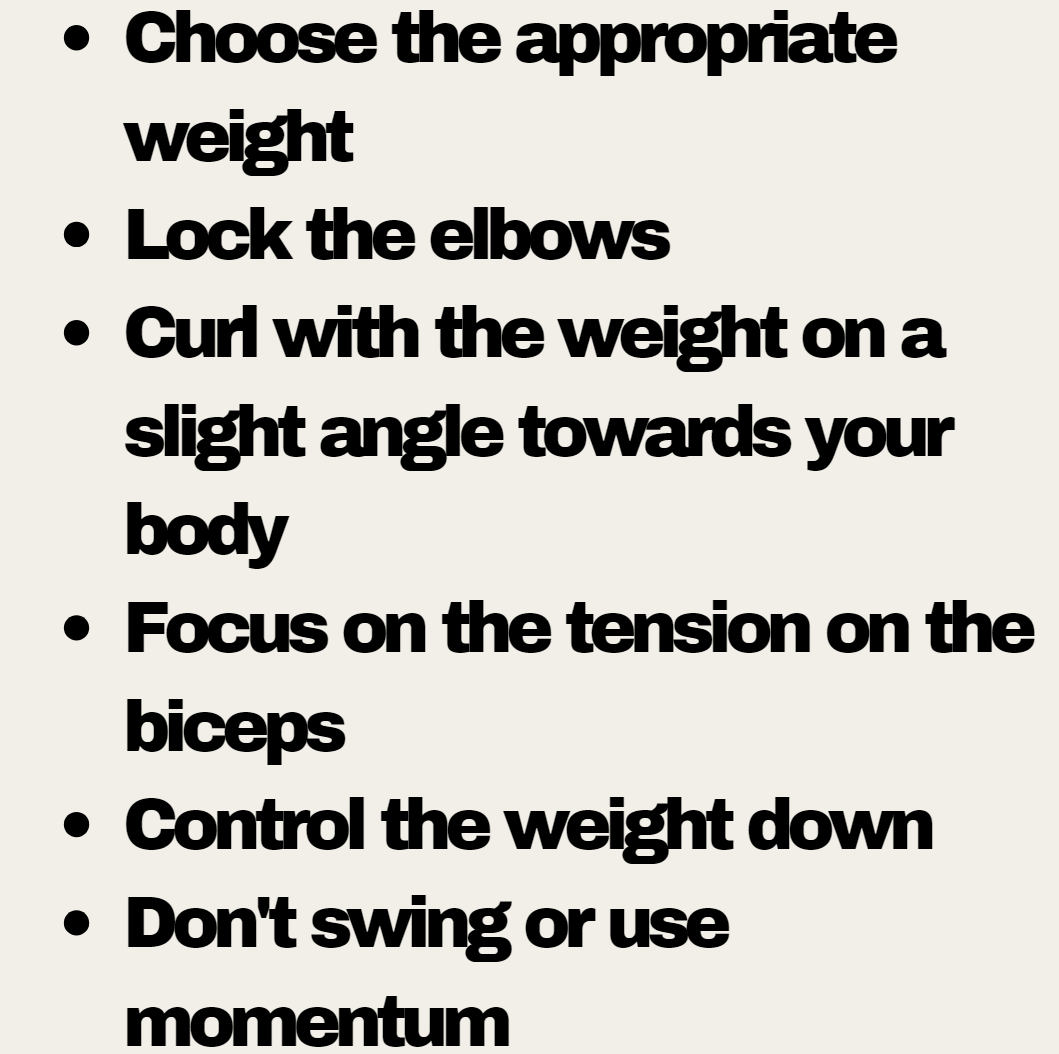 • Choose the appropriate
weight
• Lock the elbows
• Curl with the weight on a
slight angle towards your
body
• Focus on the tension on the
biceps
• Control the weight down
• Don't swing or use
momentum